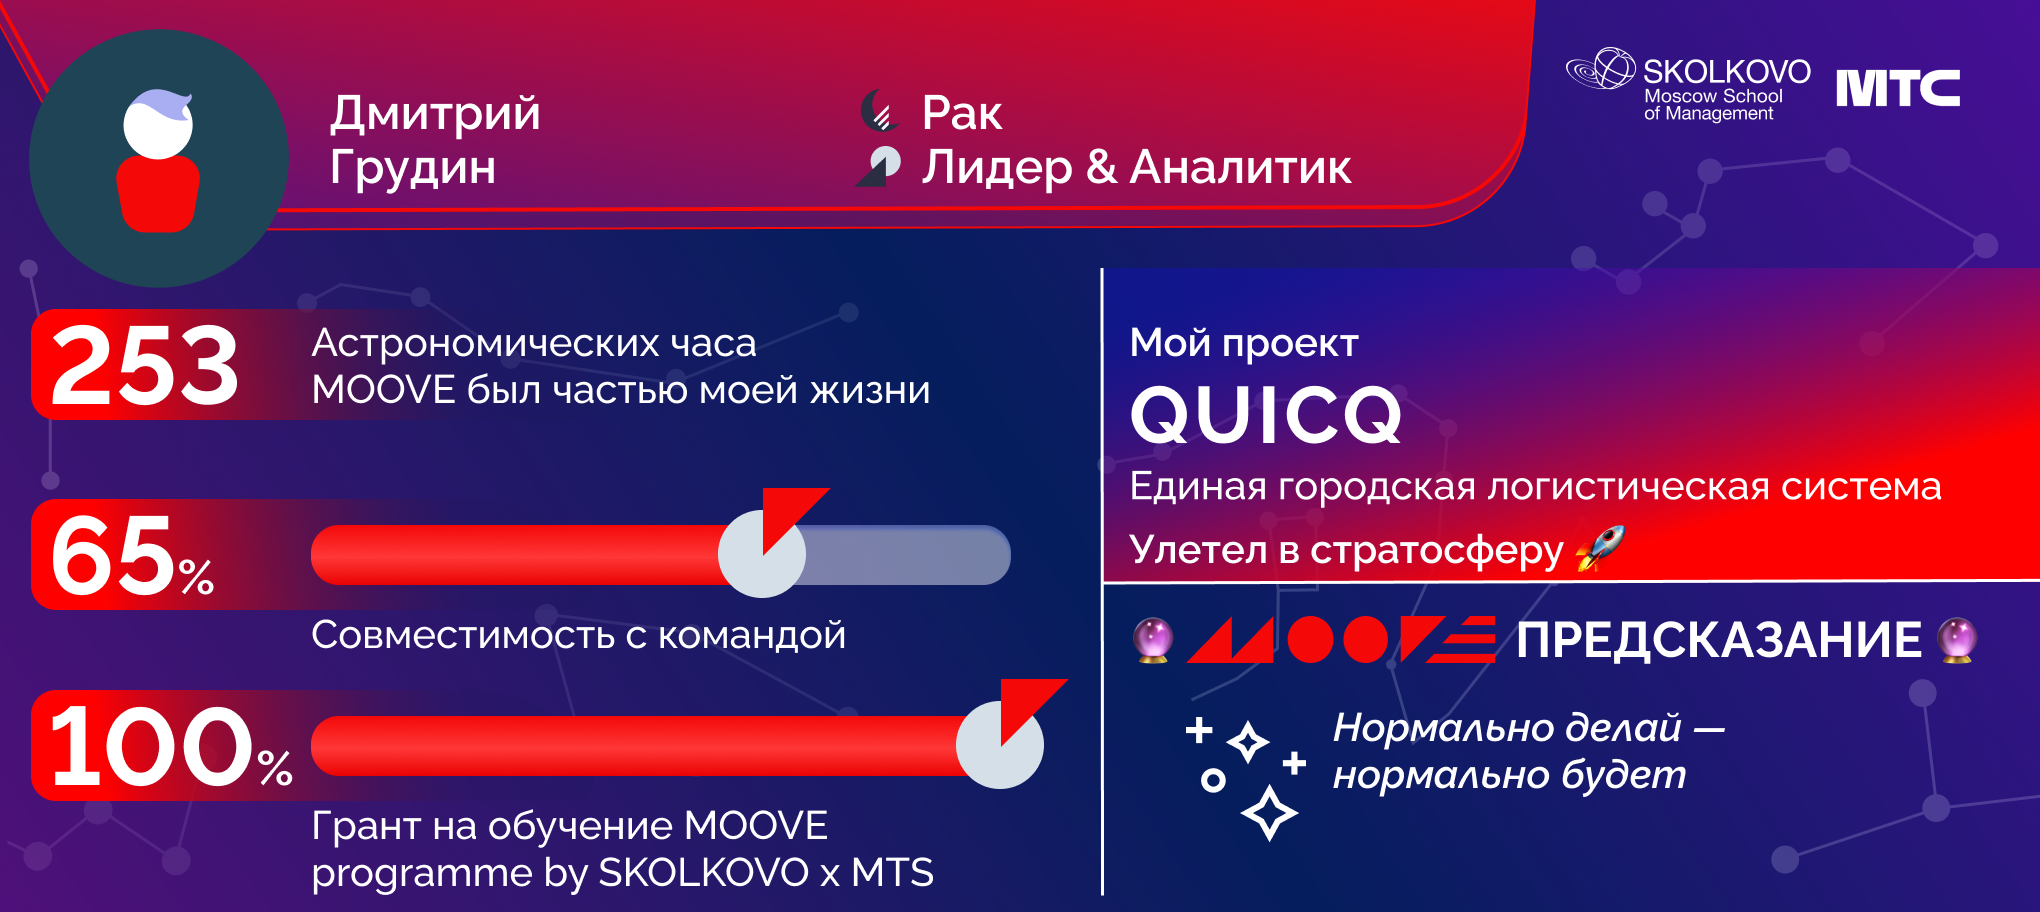 Дмитрий
Грудин
Рак
Лидер & Аналитик
SKOLKOVO
Moscow School
of Management
МТС
253
Астрономических часа
MOOVE был частью моей жизни
65%
Совместимость с командой
100%
Грант на обучение MOOVE
programme by SKOLKOVO x MTS
Мой проект
QUICQ
Единая городская логистическая система
Улетел в стратосферу 🚀
🔮 MOOVE ПРЕДСКАЗАНИЕ 🔮
Нормально делай —
нормально будет